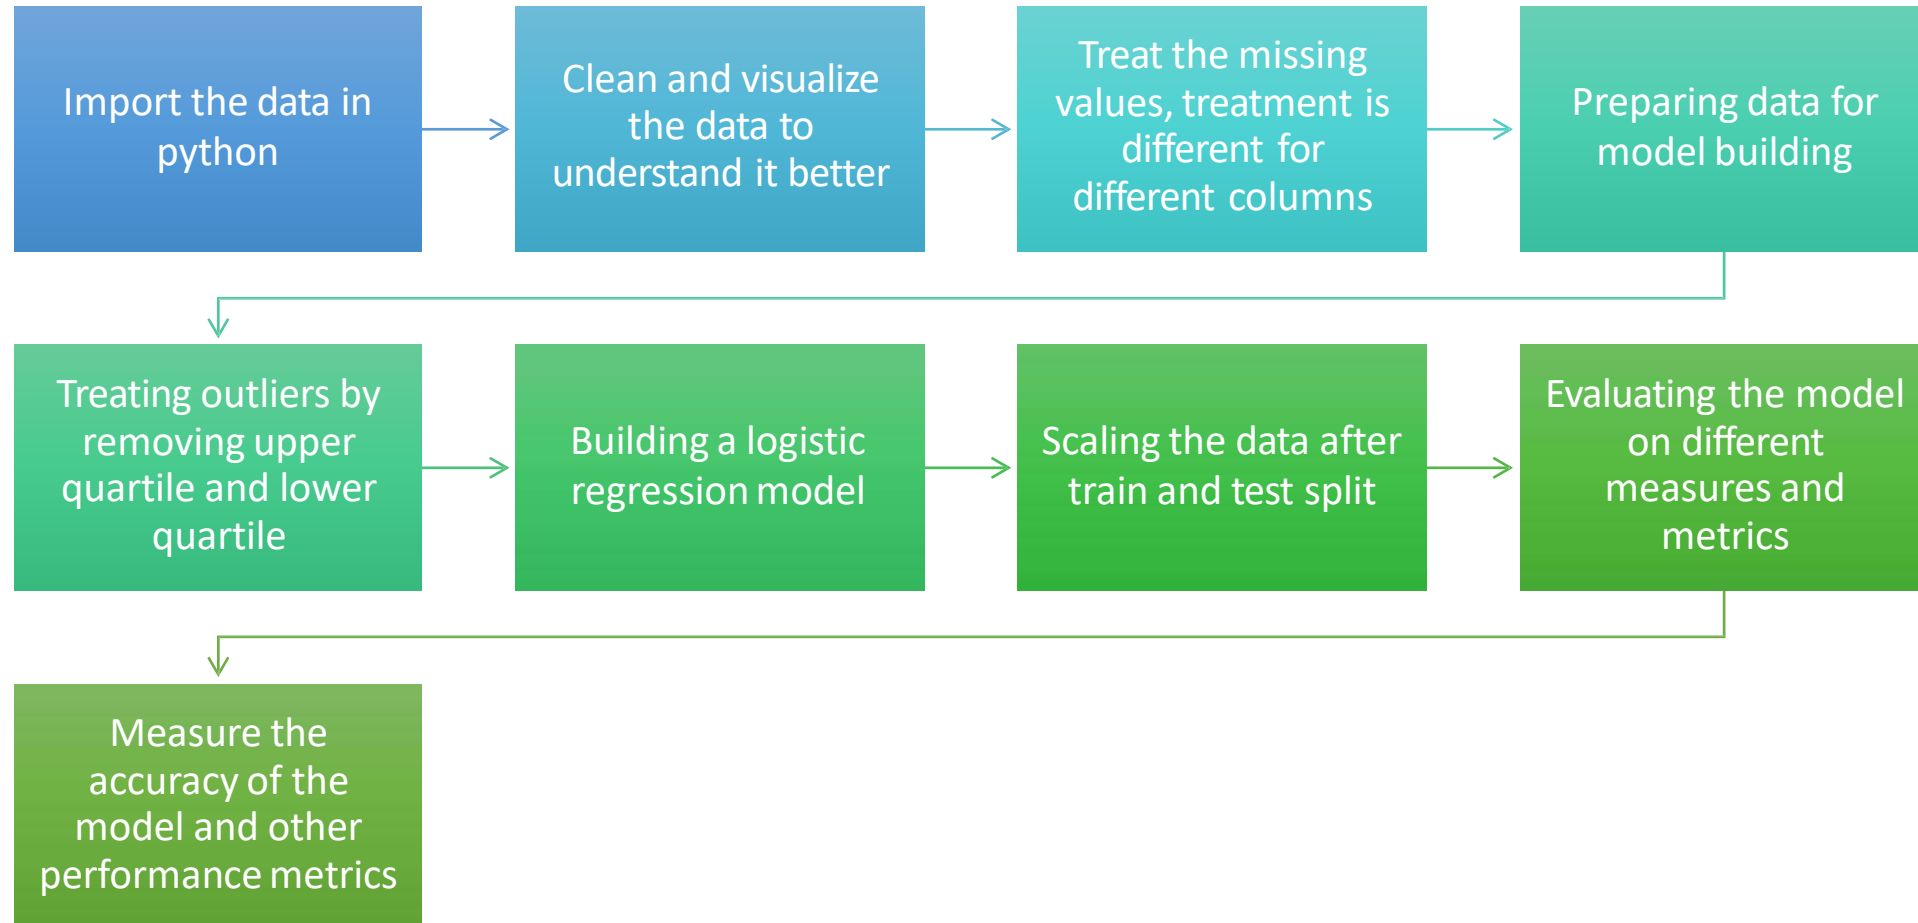 Import the data in
python
Clean and visualize
the data to
understand it better
Treat the missing
values, treatment is
different for
different columns
Preparing data for
model building
Treating outliers by
removing upper
quartile and lower
quartile
Building a logistic
regression model
Scaling the data after
train and test split
Evaluating the model
on different
measures and
metrics
Measure the
accuracy of the
model and other
performance metrics